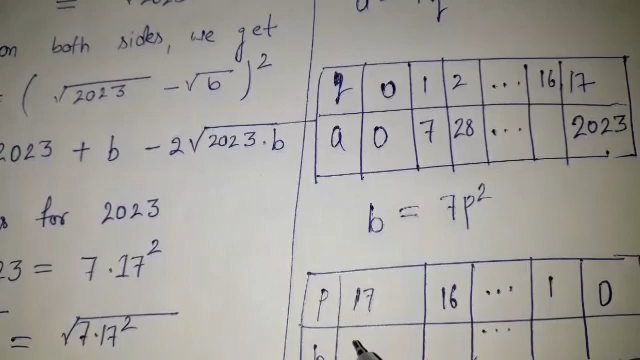 = √2023
on both sides, we get
= (√2023 - √b)²
2023 + b - 2√2023.b
for 2023
23 = 7.17²
= √7.17²
q 0 1 2 ... 16 17
a 0 7 28 ... 2023
b = 7p²
p 17 16 ... 1 0
b ...